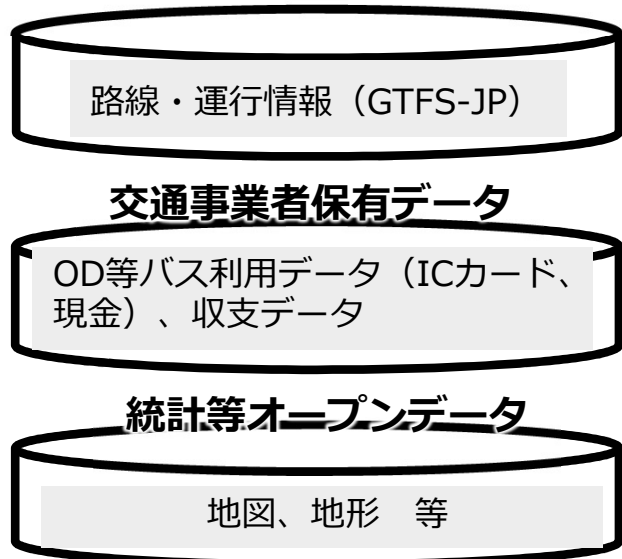 路線・運行情報（GTFS-JP）
交通事業者保有データ
OD等バス利用データ（ICカード、
現金）、収支データ
統計等オープンデータ
地図、地形　等